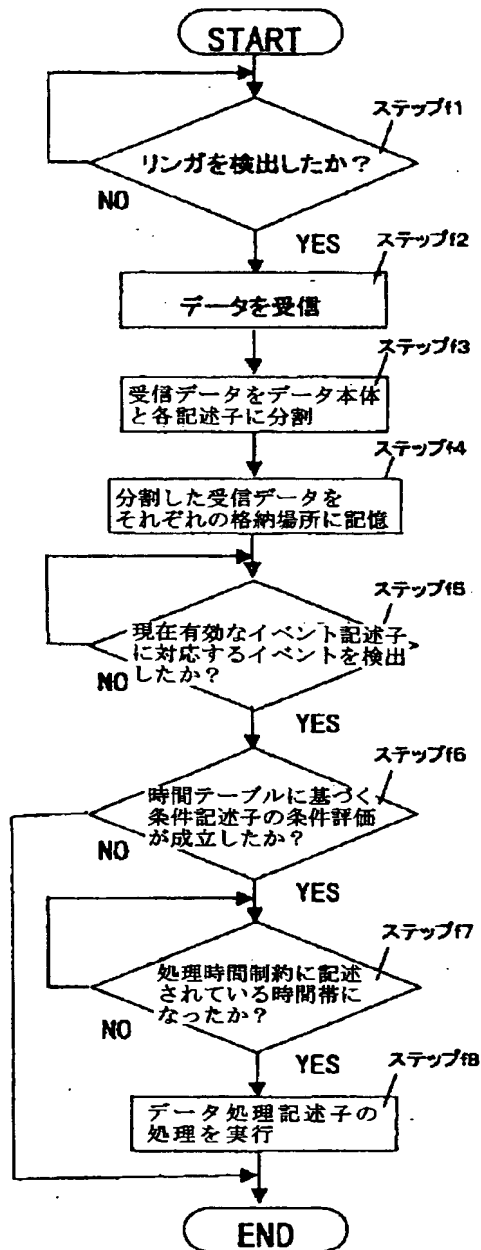 START
ステップf1
リンガを検出したか?
NO
YES
ステップf2
データを受信
ステップf3
受信データをデータ本体
と各記述子に分割
ステップf4
分割した受信データを
それぞれの格納場所に記憶
ステップf5
現在有効なイベント記述子
に対応するイベントを検出
したか?
NO
YES
ステップf6
時間テーブルに基づく
条件記述子の条件評価
が成立したか?
NO
YES
ステップf7
処理時間制約に記述
されている時間帯に
なったか?
NO
YES
ステップf8
データ処理記述子の
処理を実行
END